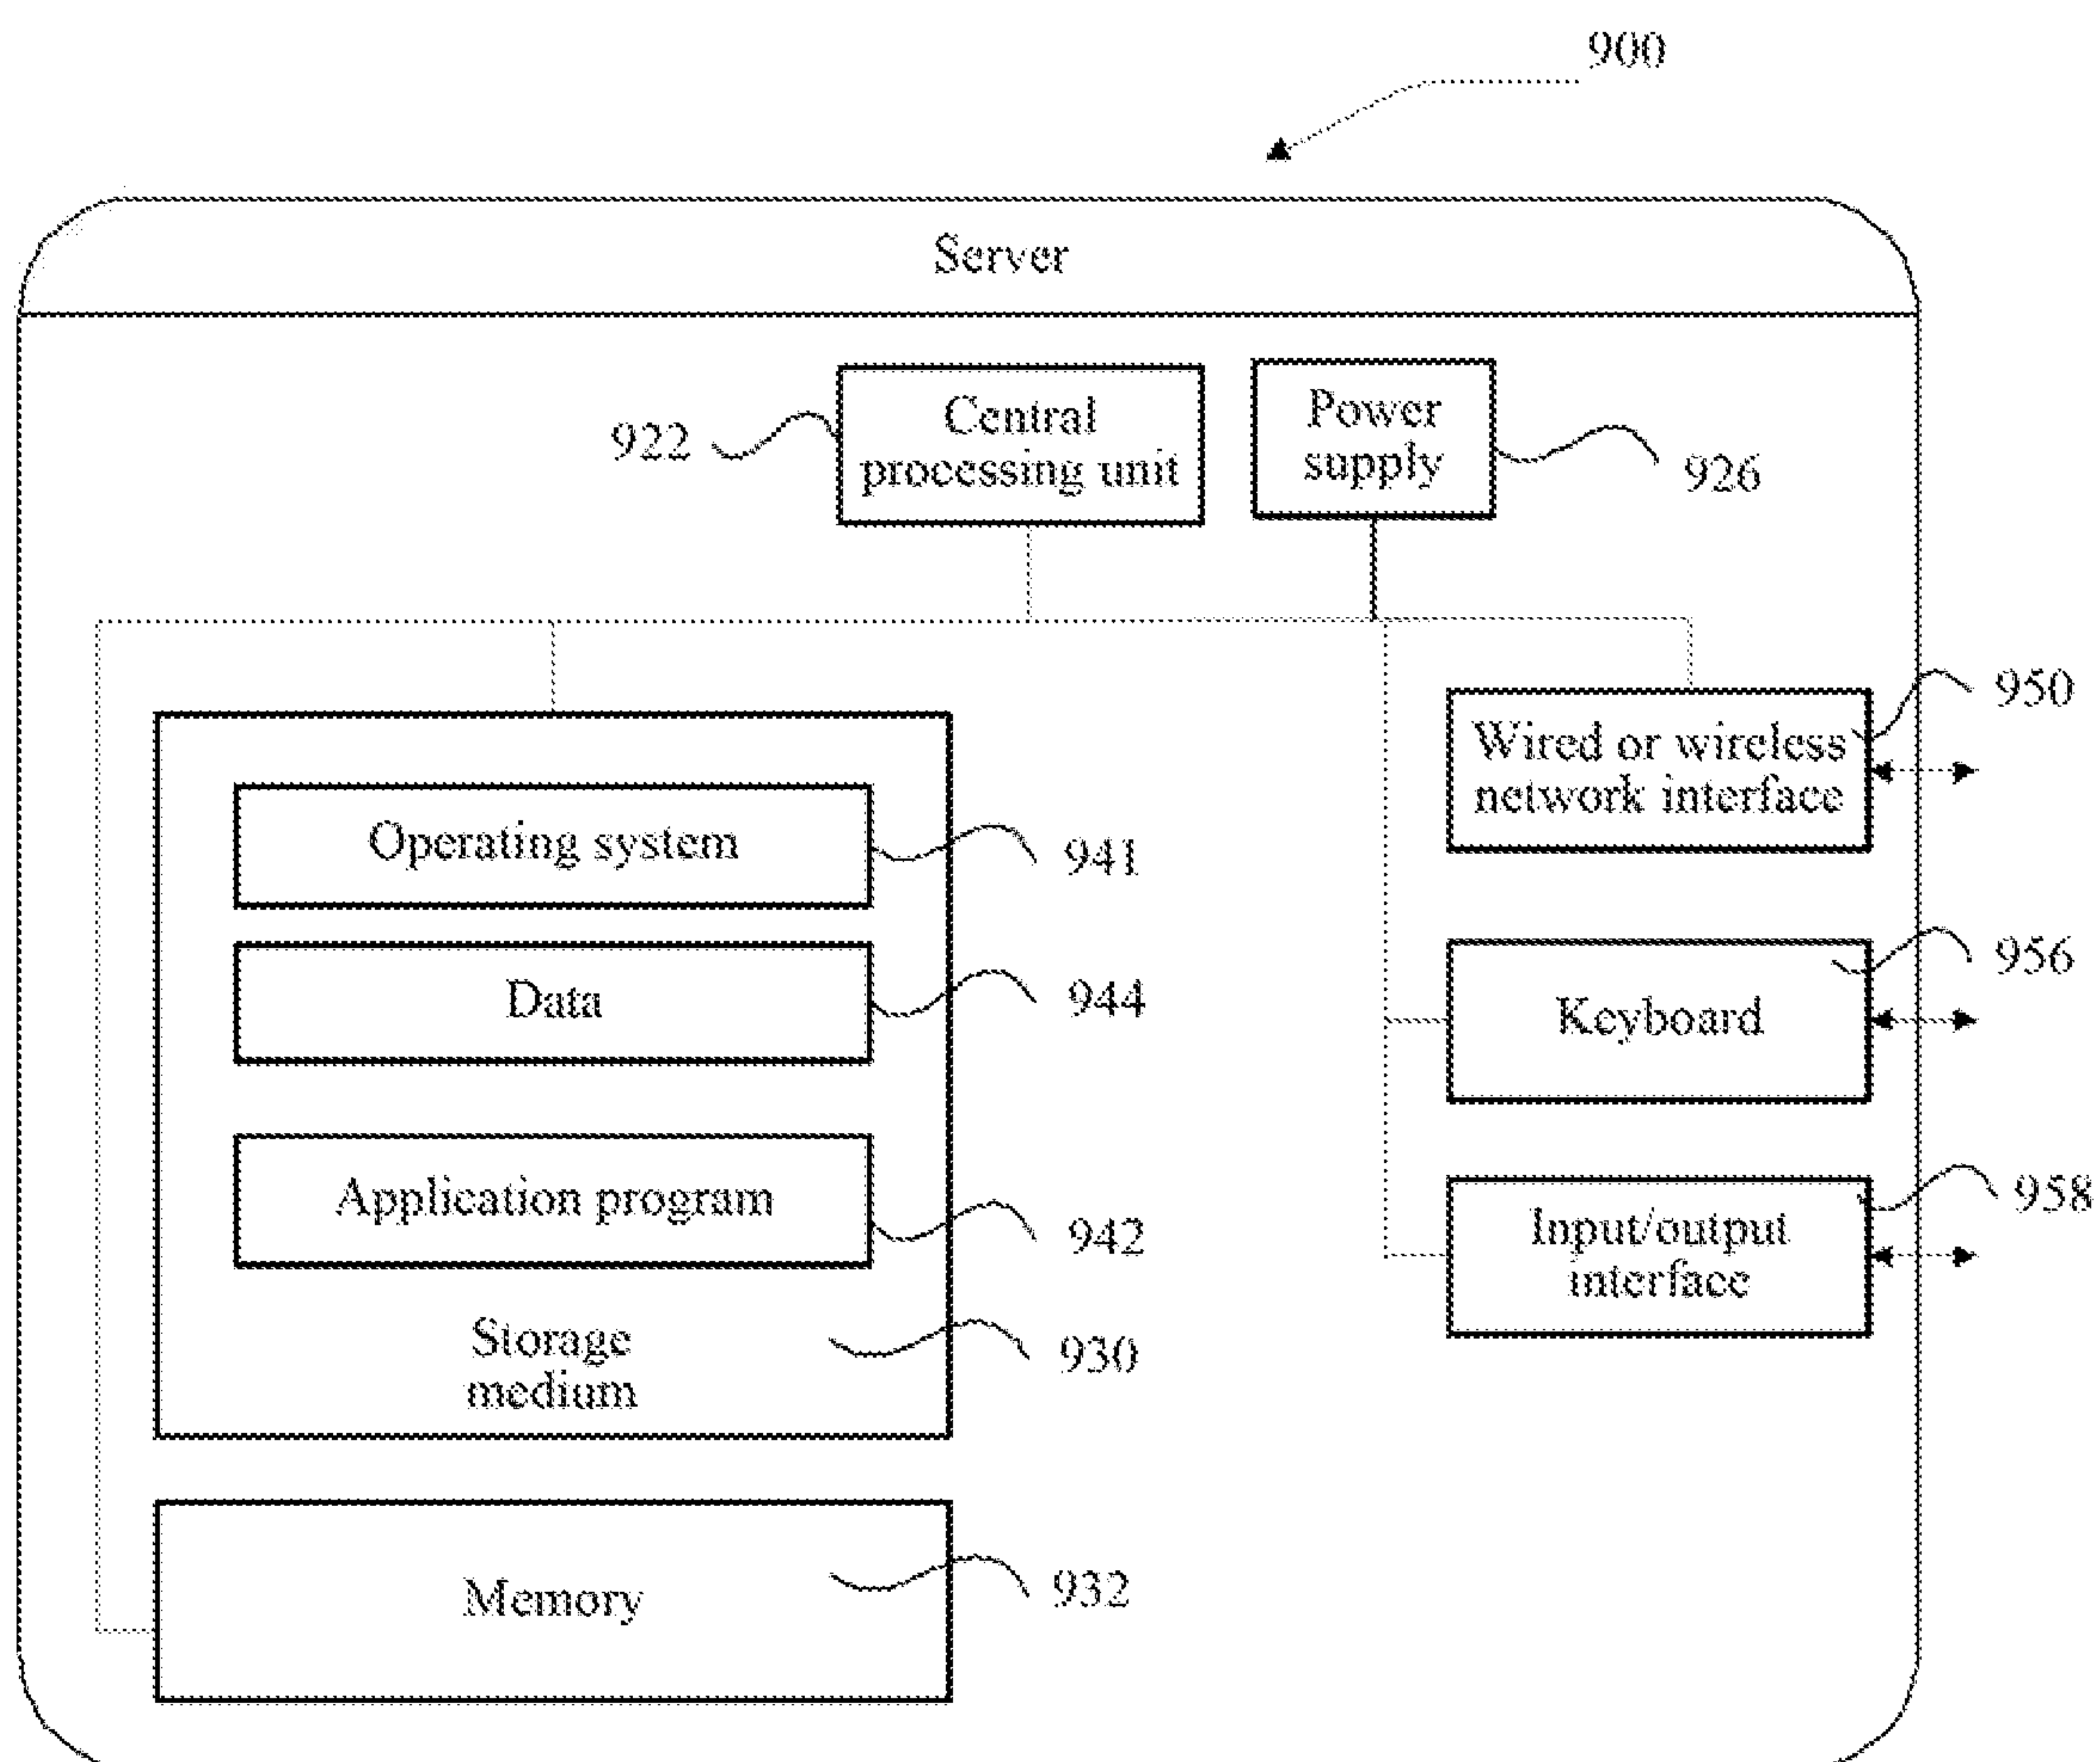 900
Server
922
Central
processing unit
Power
supply
926
950
Wired or wireless
network interface
Operating system
941
956
Data
944
Keyboard
Application program
942
958
Input/output
interface
Storage
medium
930
Memory
932